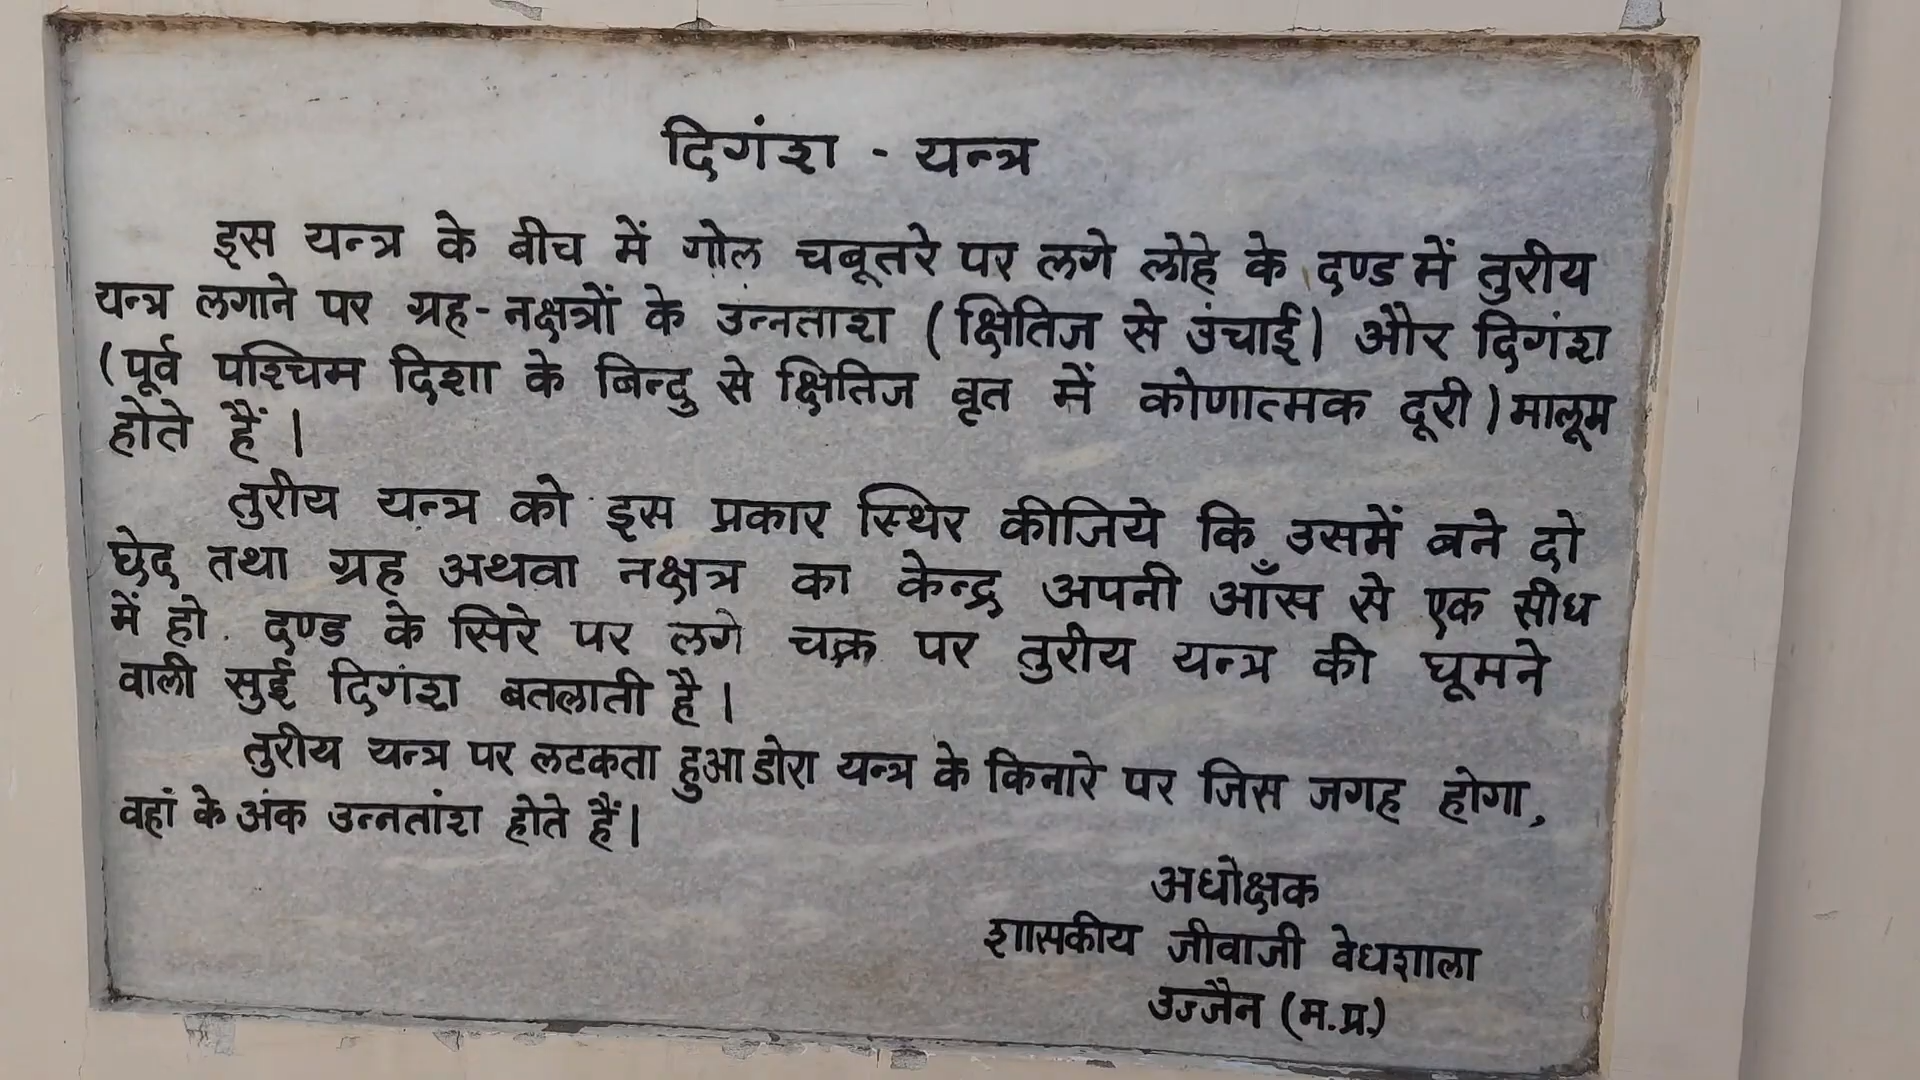 दिगंश - यन्त्र
इस यन्त्र के बीच में गोल चबूतरे पर लगे लोहे के दण्ड में तुरीय
यन्त्र लगाने पर ग्रह-नक्षत्रों के उंन्नताश (क्षितिज से उंचाई) और दिगंश
(पूर्व पश्चिम दिशा के बिन्दु से क्षितिज वृत में कोणात्मक दूरी) मालूम
होते हैं।
तुरीय यन्त्र को इस प्रकार स्थिर कीजिये कि उसमें बने दो
छेद तथा ग्रह अथवा नक्षत्र का केन्द्र अपनी आँस से एक सीध
में हो. दण्ड के सिरे पर लगे चक्र पर तुरीय यन्त्र की घूमने
वाली सुई दिगंश बतलाती है।
तुरीय यन्त्र पर लटकता हुआ डोरा यन्त्र के किनारे पर जिस जगह होगा,
वहां के अंक उन्नतांश होते हैं।
अधोक्षक
शासकीय जीवाजी वेधशाला
उज्जैन (म.प्र.)